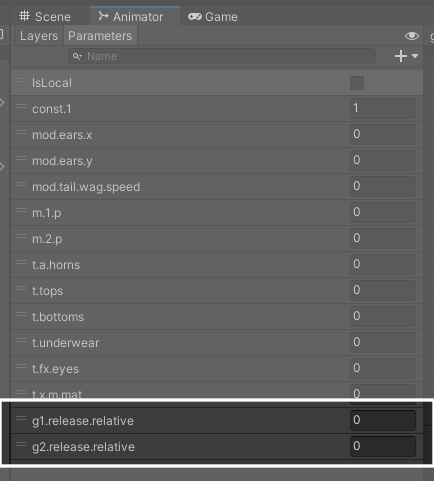 Scene Animator Game
Layers Parameters
Name
IsLocal
const.1 1
mod.ears.x 0
mod.ears.y 0
mod.tail.wag.speed 0
m.1.p 0
m.2.p 0
t.a.horns 0
t.tops 0
t.bottoms 0
t.underwear 0
t.fx.eyes 0
t.x.m.mat 0
g1.release.relative 0
g2.release.relative 0